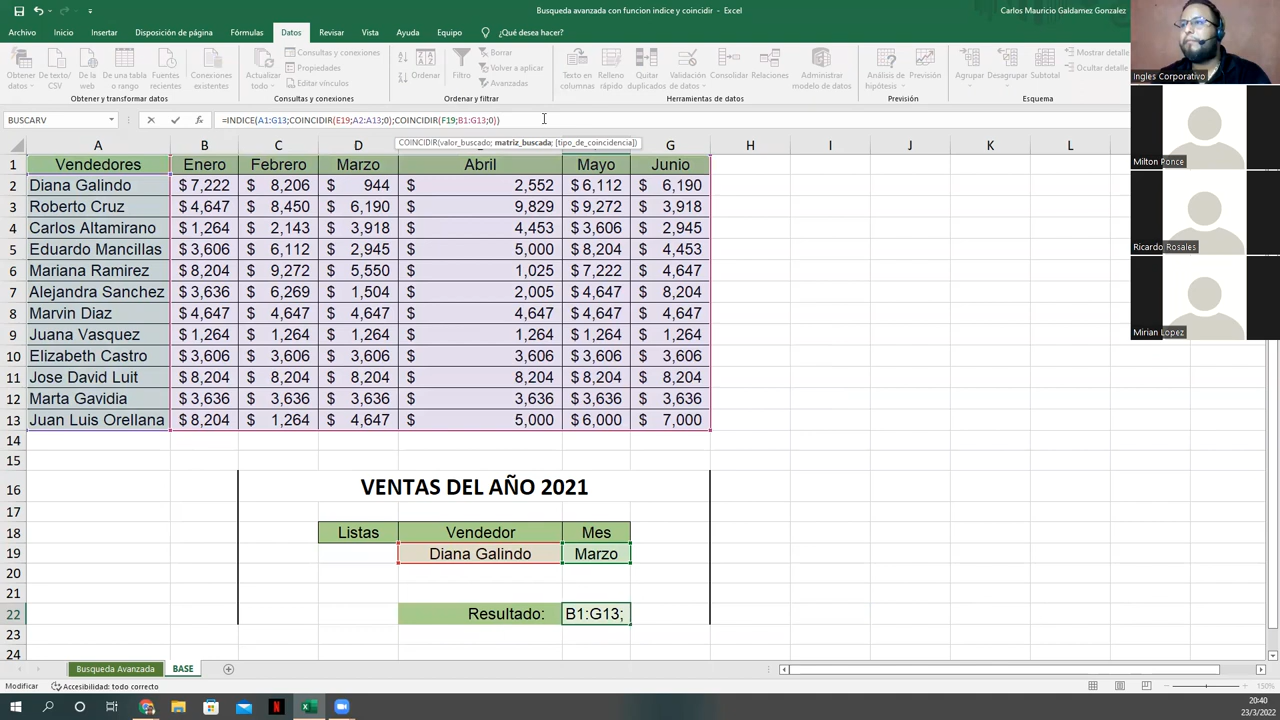 Busqueda avanzada con funcion indice y coincidir - Excel
Carlos Mauricio Galdamez Gonzalez
Archivo Inicio Insertar Disposición de página Fórmulas Datos Revisar Vista Ayuda Equipo ¿Qué desea hacer?
Obtener datos
De text/CSV
De la web
De una tabla o rango
Fuentes recientes
Conexiones existentes
Obtener y transformar datos
Actualizar todo
Consultas y conexiones
Propiedades
Editar vínculos
Consultas y conexiones
Ordenar
Filtro
Borrar
Volver a aplicar
Avanzadas
Ordenar y filtrar
Texto en columnas
Relleno rápido
Quitar duplicados
Validación de datos
Consolidar
Relaciones
Administrar modelo de datos
Herramientas de datos
Análisis de hipótesis
Previsión
Previsión
Agrupar
Desagrupar
Subtotal
Mostrar detalle
Ocultar detalle
Esquema
BUSCARV
=INDICE(A1:G13;COINCIDIR(E19;A2:A13;0);COINCIDIR(F19;B1:G13;0))
COINCIDIR(valor_buscado; matriz_buscada; [tipo_de_coincidencia])
A B C D G H I J K L
1 Vendedores Enero Febrero Marzo Abril Mayo Junio
2 Diana Galindo $ 7,222 $ 8,206 $ 944 $ 2,552 $ 6,112 $ 6,190
3 Roberto Cruz $ 4,647 $ 8,450 $ 6,190 $ 9,829 $ 9,272 $ 3,918
4 Carlos Altamirano $ 1,264 $ 2,143 $ 3,918 $ 4,453 $ 3,606 $ 2,945
5 Eduardo Mancillas $ 3,606 $ 6,112 $ 2,945 $ 5,000 $ 8,204 $ 4,453
6 Mariana Ramirez $ 8,204 $ 9,272 $ 5,550 $ 1,025 $ 7,222 $ 4,647
7 Alejandra Sanchez $ 3,636 $ 6,269 $ 1,504 $ 2,005 $ 4,647 $ 8,204
8 Marvin Diaz $ 4,647 $ 4,647 $ 4,647 $ 4,647 $ 4,647 $ 4,647
9 Juana Vasquez $ 1,264 $ 1,264 $ 1,264 $ 1,264 $ 1,264 $ 1,264
10 Elizabeth Castro $ 3,606 $ 3,606 $ 3,606 $ 3,606 $ 3,606 $ 3,606
11 Jose David Luit $ 8,204 $ 8,204 $ 8,204 $ 8,204 $ 8,204 $ 8,204
12 Marta Gavidia $ 3,636 $ 3,636 $ 3,636 $ 3,636 $ 3,636 $ 3,636
13 Juan Luis Orellana $ 8,204 $ 1,264 $ 4,647 $ 5,000 $ 6,000 $ 7,000
14
15
16 VENTAS DEL AÑO 2021
17
18 Listas Vendedor Mes
19 Diana Galindo Marzo
20
21
22 Resultado: B1:G13;
23
24
Ingles Corporativo
Milton Ponce
Ricardo Rosales
Mirian Lopez
Busqueda Avanzada BASE
Modificar Accesibilidad: todo correcto 150%
20:40
23/3/2022